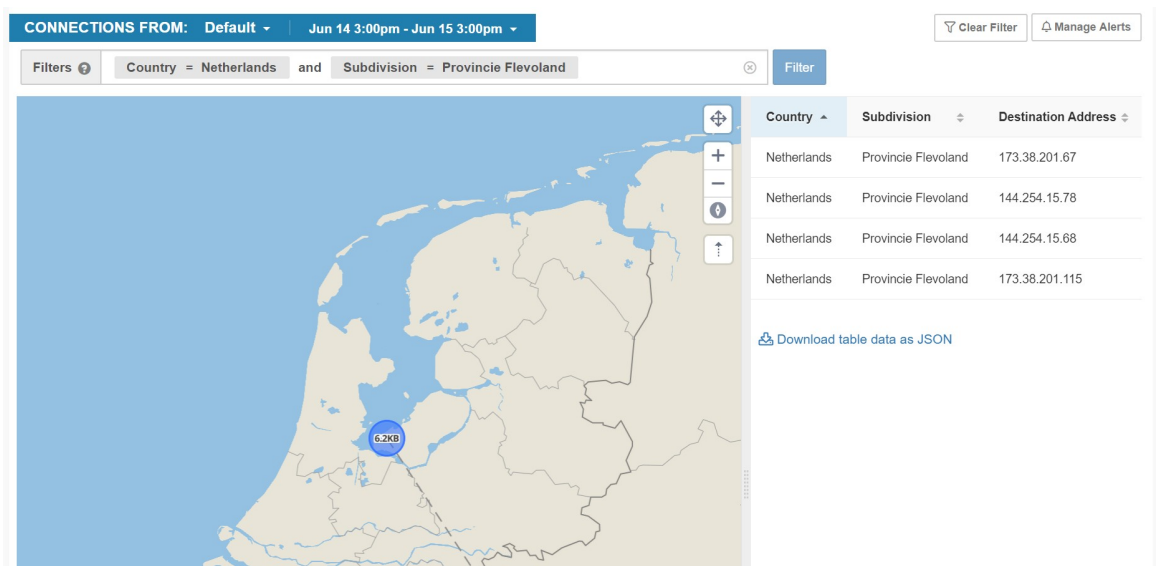 CONNECTIONS FROM: Default Jun 14 3:00pm - Jun 15 3:00pm
Clear Filter Manage Alerts
Filters ? Country = Netherlands and Subdivision = Provincie Flevoland Filter
Country Subdivision Destination Address
Netherlands Provincie Flevoland 173.38.201.67
Netherlands Provincie Flevoland 144.254.15.78
Netherlands Provincie Flevoland 144.254.15.68
Netherlands Provincie Flevoland 173.38.201.115
Download table data as JSON
6.2KB